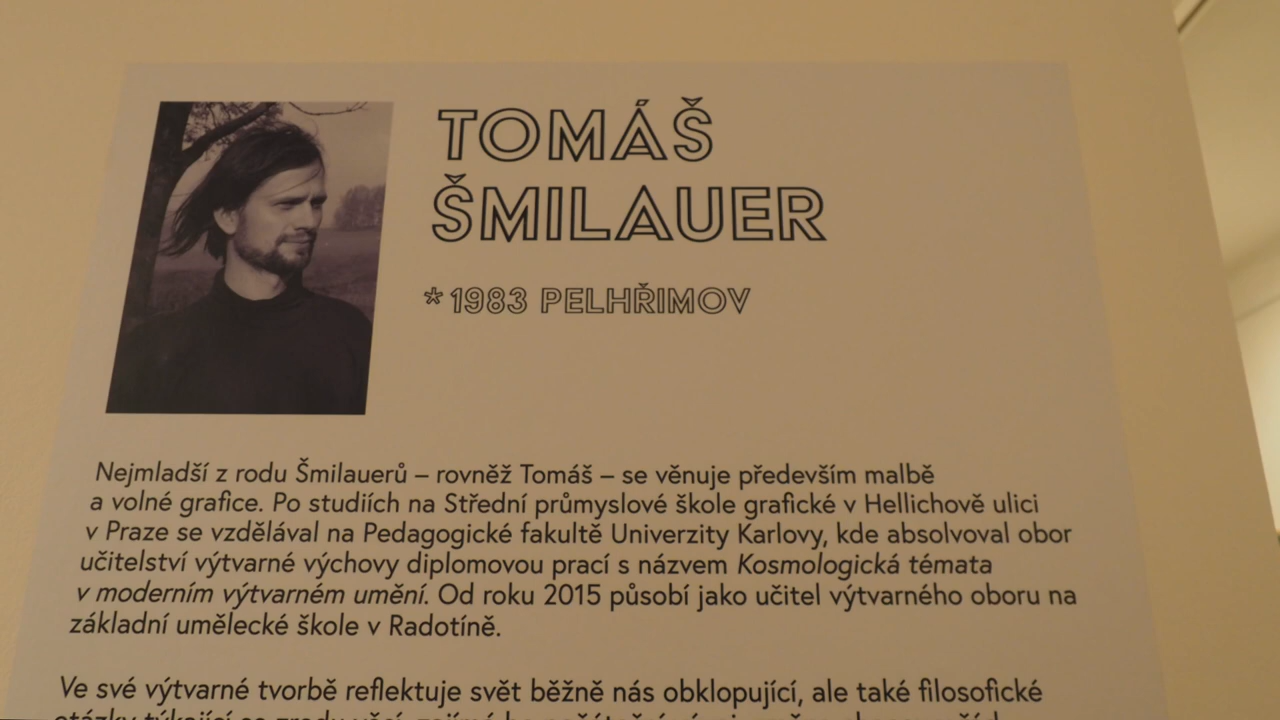 TOMÁŠ
ŠMILAUER
* 1983 PELHŘIMOV
Nejmladší z rodu Šmilauerů – rovněž Tomáš – se věnuje především malbě
a volné grafice. Po studiích na Střední průmyslové škole grafické v Hellichově ulici
v Praze se vzdělával na Pedagogické fakultě Univerzity Karlovy, kde absolvoval obor
učitelství výtvarné výchovy diplomovou prací s názvem Kosmologická témata
v moderním výtvarném umění. Od roku 2015 působí jako učitel výtvarného oboru na
základní umělecké škole v Radotíně.
Ve své výtvarné tvorbě reflektuje svět běžně nás obklopující, ale také filosofické
otázky týkající se